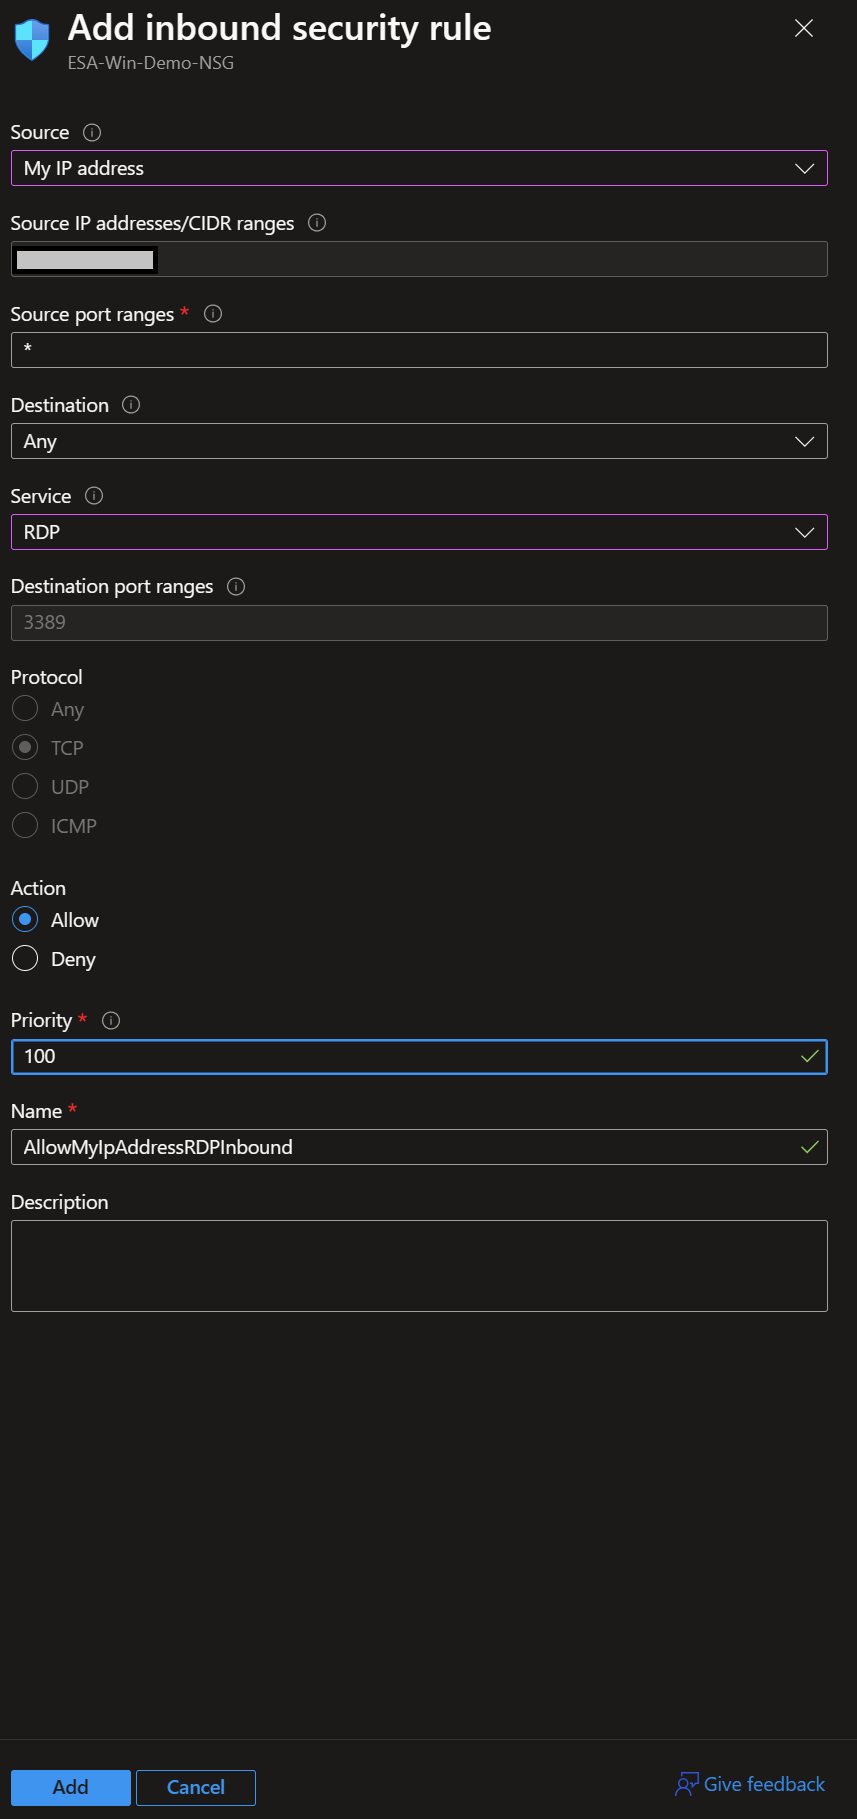 Add inbound security rule
ESA-Win-Demo-NSG
Source
My IP address
Source IP addresses/CIDR ranges
Source port ranges *
*
Destination
Any
Service
RDP
Destination port ranges
3389
Protocol
Any
TCP
UDP
ICMP
Action
Allow
Deny
Priority *
100
Name *
AllowMyIpAddressRDPInbound
Description
Add Cancel Give feedback